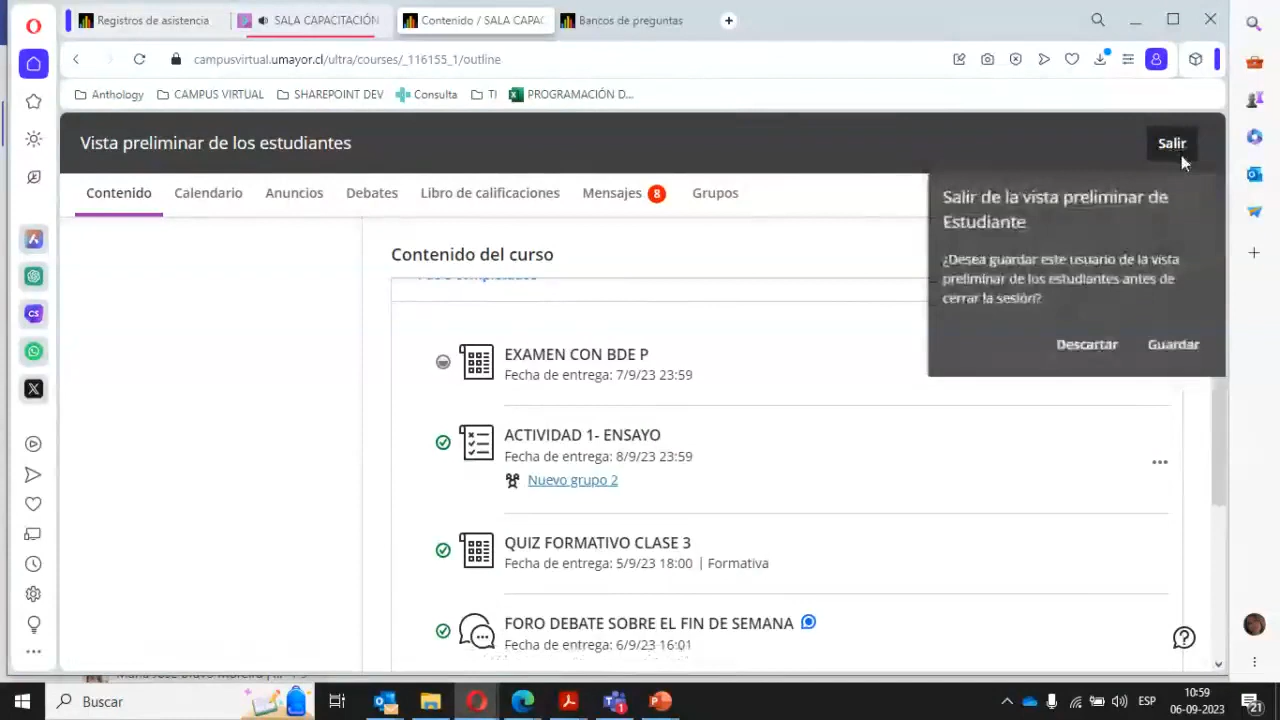 Registros de asistencia
SALA CAPACITACIÓN
Contenido / SALA CAPAC
Bancos de preguntas
campusvirtual.umayor.cl/ultra/courses/_116155_1/outline
Anthology
CAMPUS VIRTUAL
SHAREPOINT DEV
Consulta
TI
PROGRAMACIÓN D...
Vista preliminar de los estudiantes
Salir
Contenido
Calendario
Anuncios
Debates
Libro de calificaciones
Mensajes 8
Grupos
Salir de la vista preliminar de
Estudiante
¿Desea guardar este usuario de la vista
preliminar de los estudiantes antes de
cerrar la sesión?
Descartar
Guardar
Contenido del curso
EXAMEN CON BDE P
Fecha de entrega: 7/9/23 23:59
ACTIVIDAD 1- ENSAYO
Fecha de entrega: 8/9/23 23:59
Nuevo grupo 2
QUIZ FORMATIVO CLASE 3
Fecha de entrega: 5/9/23 18:00 | Formativa
FORO DEBATE SOBRE EL FIN DE SEMANA
Fecha de entrega: 6/9/23 16:01
CS
Buscar
1
ESP
10:59
06-09-2023
21